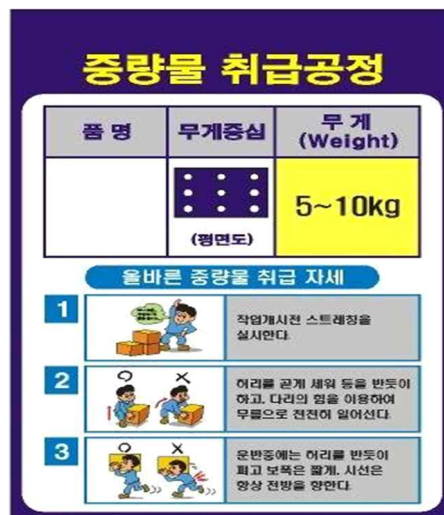 중량물 취급공정
품 명
무게중심
무 게
(Weight)
(평면도)
5~10kg
올바른 중량물 취급 자세
1
작업개시전 스트레칭을
실시한다.
2
허리를 곧게 세워 등을 반듯이
하고, 다리의 힘을 이용하여
무릎으로 천천히 일어선다.
3
운반중에는 허리를 반듯이
펴고 보폭은 짧게, 시선은
항상 전방을 향한다.